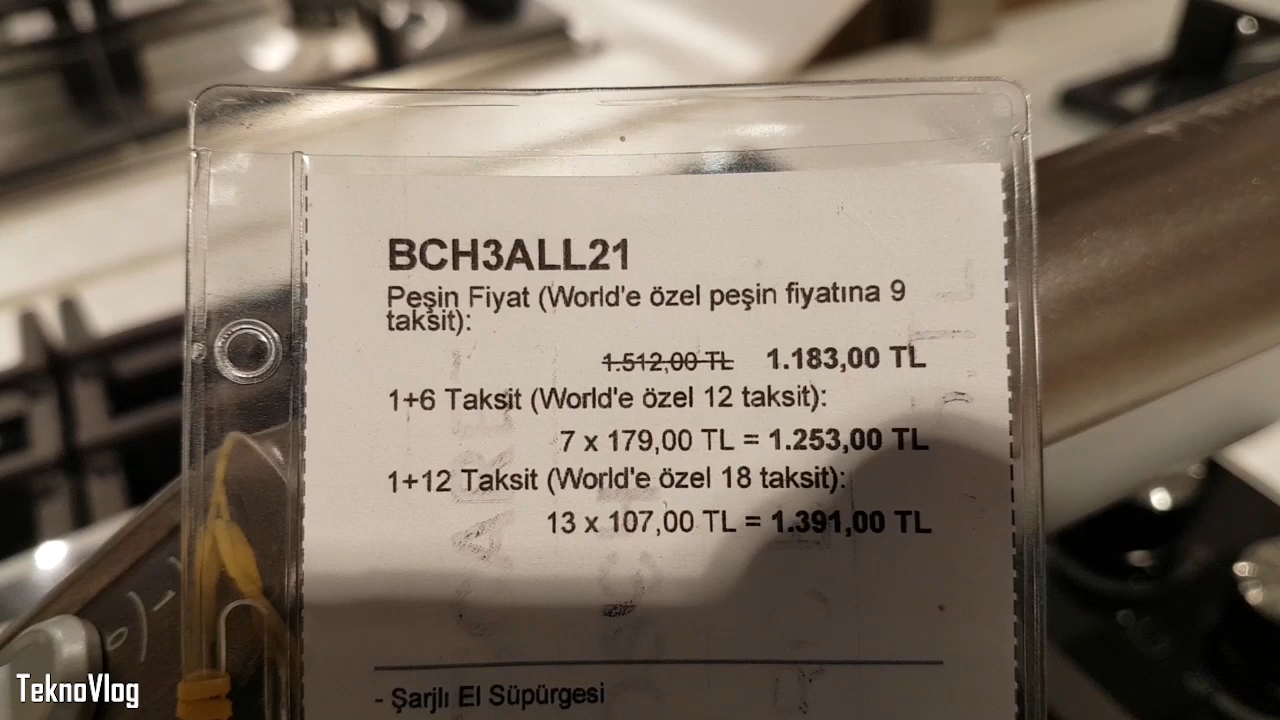 BCH3ALL21
Peşin Fiyat (World'e özel peşin fiyatına 9
taksit):
1.512,00 TL 1.183,00 TL
1+6 Taksit (World'e özel 12 taksit):
7 x 179,00 TL = 1.253,00 TL
1+12 Taksit (World'e özel 18 taksit):
13 x 107,00 TL = 1.391,00 TL
- Şarjlı El Süpürgesi
TeknoVlog